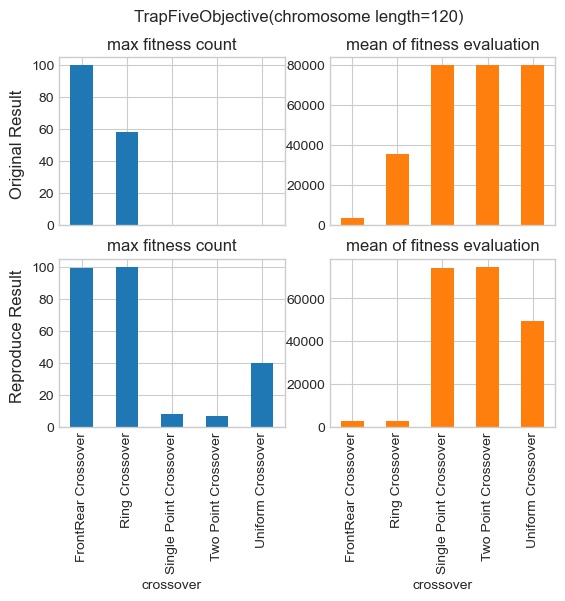 TrapFiveObjective(chromosome length=120)
max fitness count
mean of fitness evaluation
Original Result
100
80
60
40
20
0
80000
60000
40000
20000
0
max fitness count
mean of fitness evaluation
Reproduce Result
100
80
60
40
20
0
60000
40000
20000
0
FrontRear Crossover
Ring Crossover
Single Point Crossover
Two Point Crossover
Uniform Crossover
crossover
FrontRear Crossover
Ring Crossover
Single Point Crossover
Two Point Crossover
Uniform Crossover
crossover